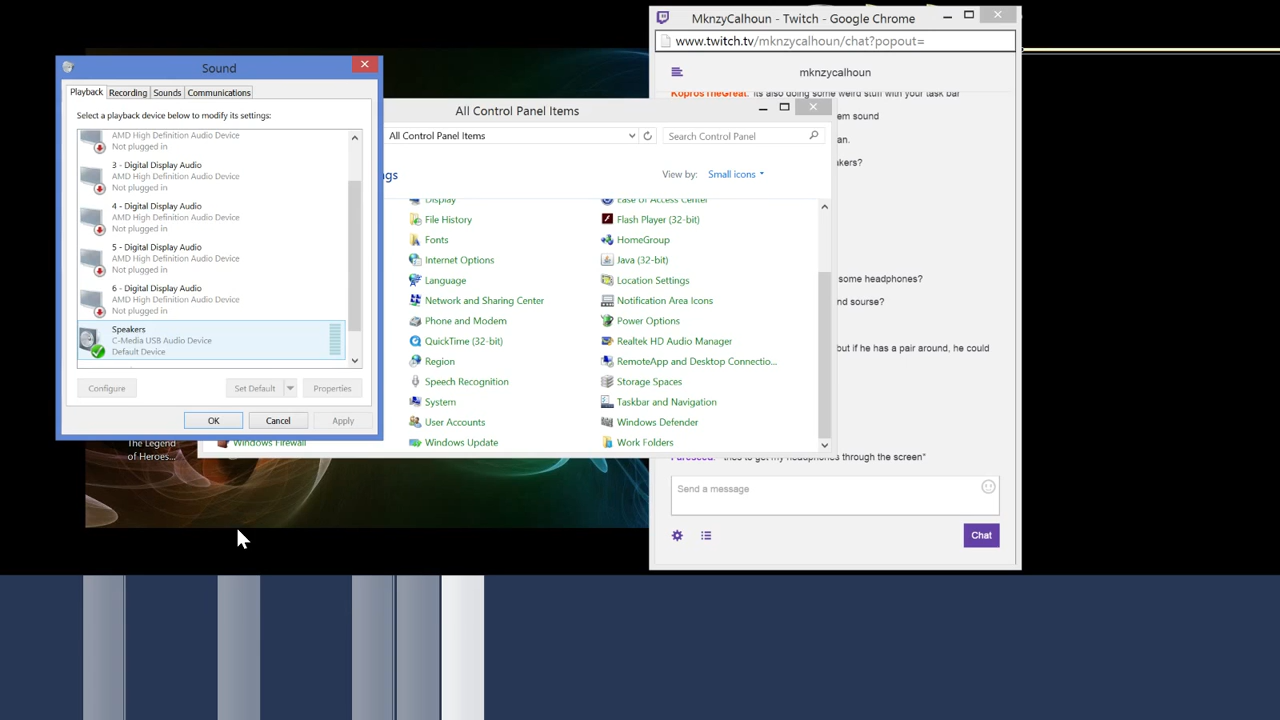 MknzyCalhoun - Twitch - Google Chrome
www.twitch.tv/mknzycalhoun/chat?popout=
mknzycalhoun
KoprosTheGreat: its also doing some weird stuff with your task bar
em sound
an.
akers?
some headphones?
nd sourse?
but if he has a pair around, he could
tries to get my headphones through the screen"
Send a message
Chat
Sound
Playback
Recording
Sounds
Communications
Select a playback device below to modify its settings:
AMD High Definition Audio Device
Not plugged in
3 - Digital Display Audio
AMD High Definition Audio Device
Not plugged in
4 - Digital Display Audio
AMD High Definition Audio Device
Not plugged in
5 - Digital Display Audio
AMD High Definition Audio Device
Not plugged in
6 - Digital Display Audio
AMD High Definition Audio Device
Not plugged in
Speakers
C-Media USB Audio Device
Default Device
Configure
Set Default
Properties
OK
Cancel
Apply
All Control Panel Items
All Control Panel Items
Search Control Panel
ngs
View by:
Small icons
Display
File History
Fonts
Internet Options
Language
Network and Sharing Center
Phone and Modem
QuickTime (32-bit)
Region
Speech Recognition
System
User Accounts
Windows Update
Ease of Access Center
Flash Player (32-bit)
HomeGroup
Java (32-bit)
Location Settings
Notification Area Icons
Power Options
Realtek HD Audio Manager
RemoteApp and Desktop Connectio...
Storage Spaces
Taskbar and Navigation
Windows Defender
Work Folders
Windows Firewall
The Legend
of Heroes...